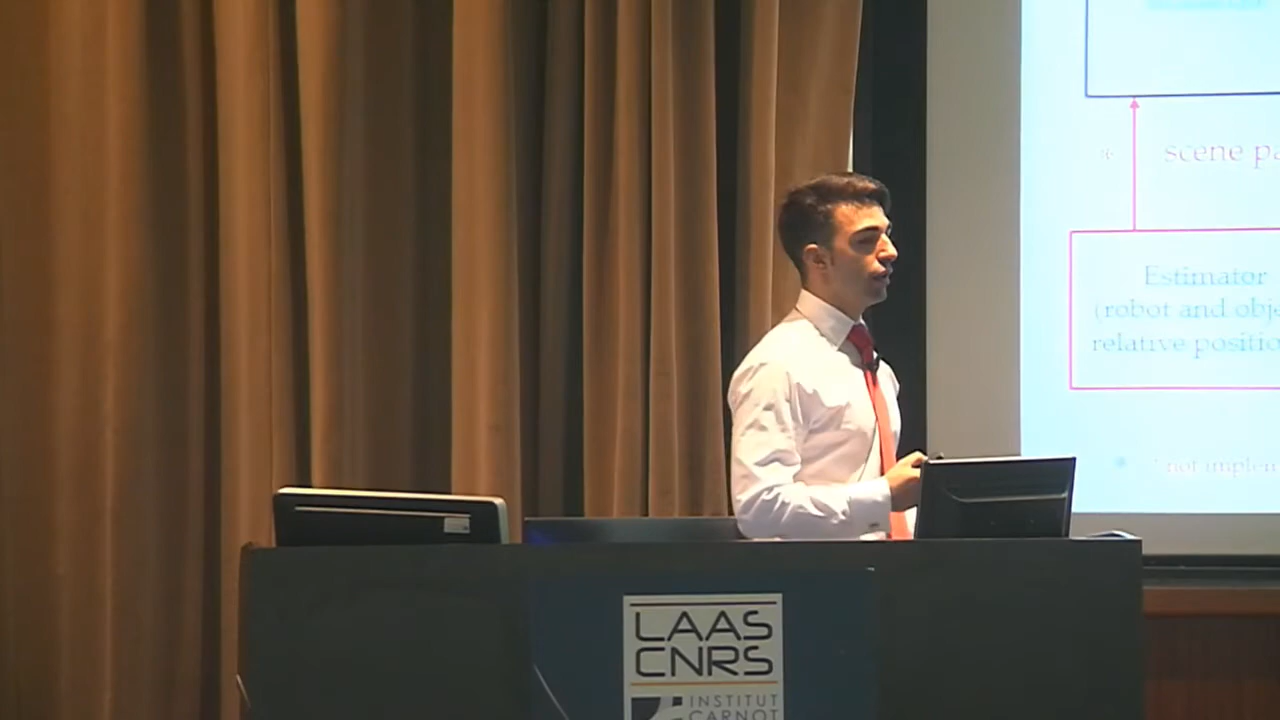 scene pa
Estimator
(robot and obje
relative positio
* not implem
LAAS
CNRS
INSTITUT
CARNOT